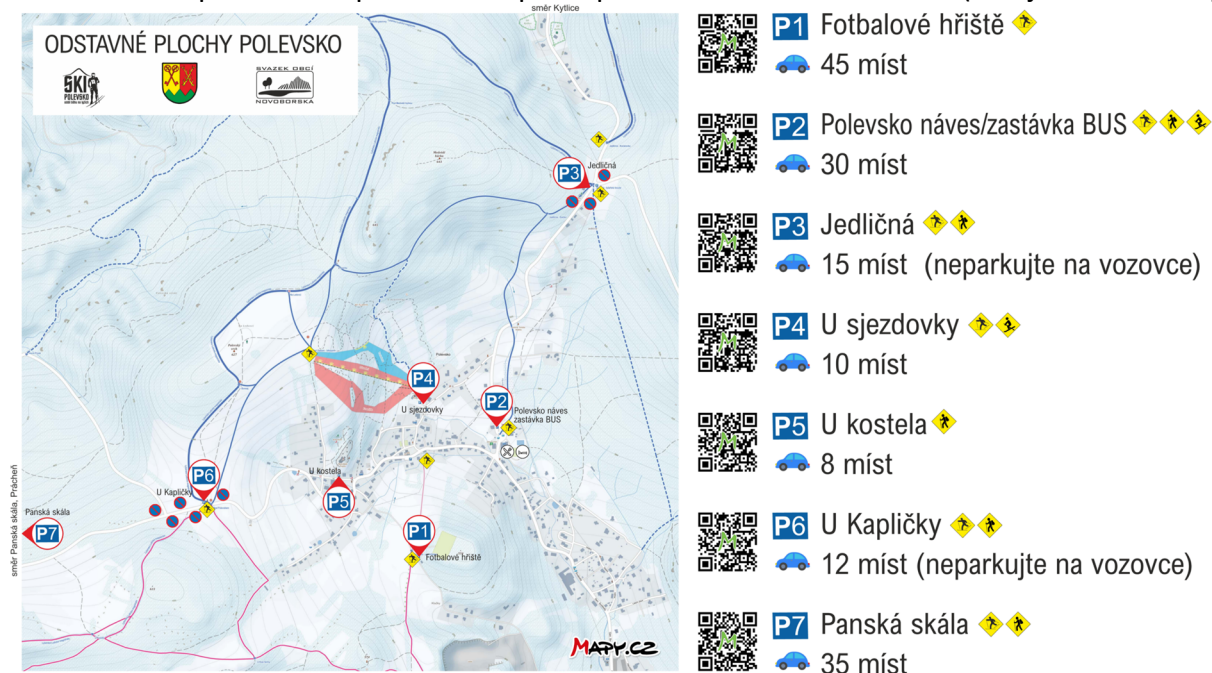 směr Kytlice
ODSTAVNÉ PLOCHY POLEVSKO
SKI
POLEVSKO
SVAZEK OBCÍ
NOVOBORSKA
P3 Jedličná
P4
U sjezdovky
P2
Polevsko náves
zastávka BUS
U kostela
P5
P6
U Kapličky
Panská skála
P7
směr Panská skála, Prácheň
P1
Fotbalové hřiště
Mapy.cz
P1 Fotbalové hřiště
45 míst
P2 Polevsko náves/zastávka BUS
30 míst
P3 Jedličná
15 míst (neparkujte na vozovce)
P4 U sjezdovky
10 míst
P5 U kostela
8 míst
P6 U Kapličky
12 míst (neparkujte na vozovce)
P7 Panská skála
35 míst